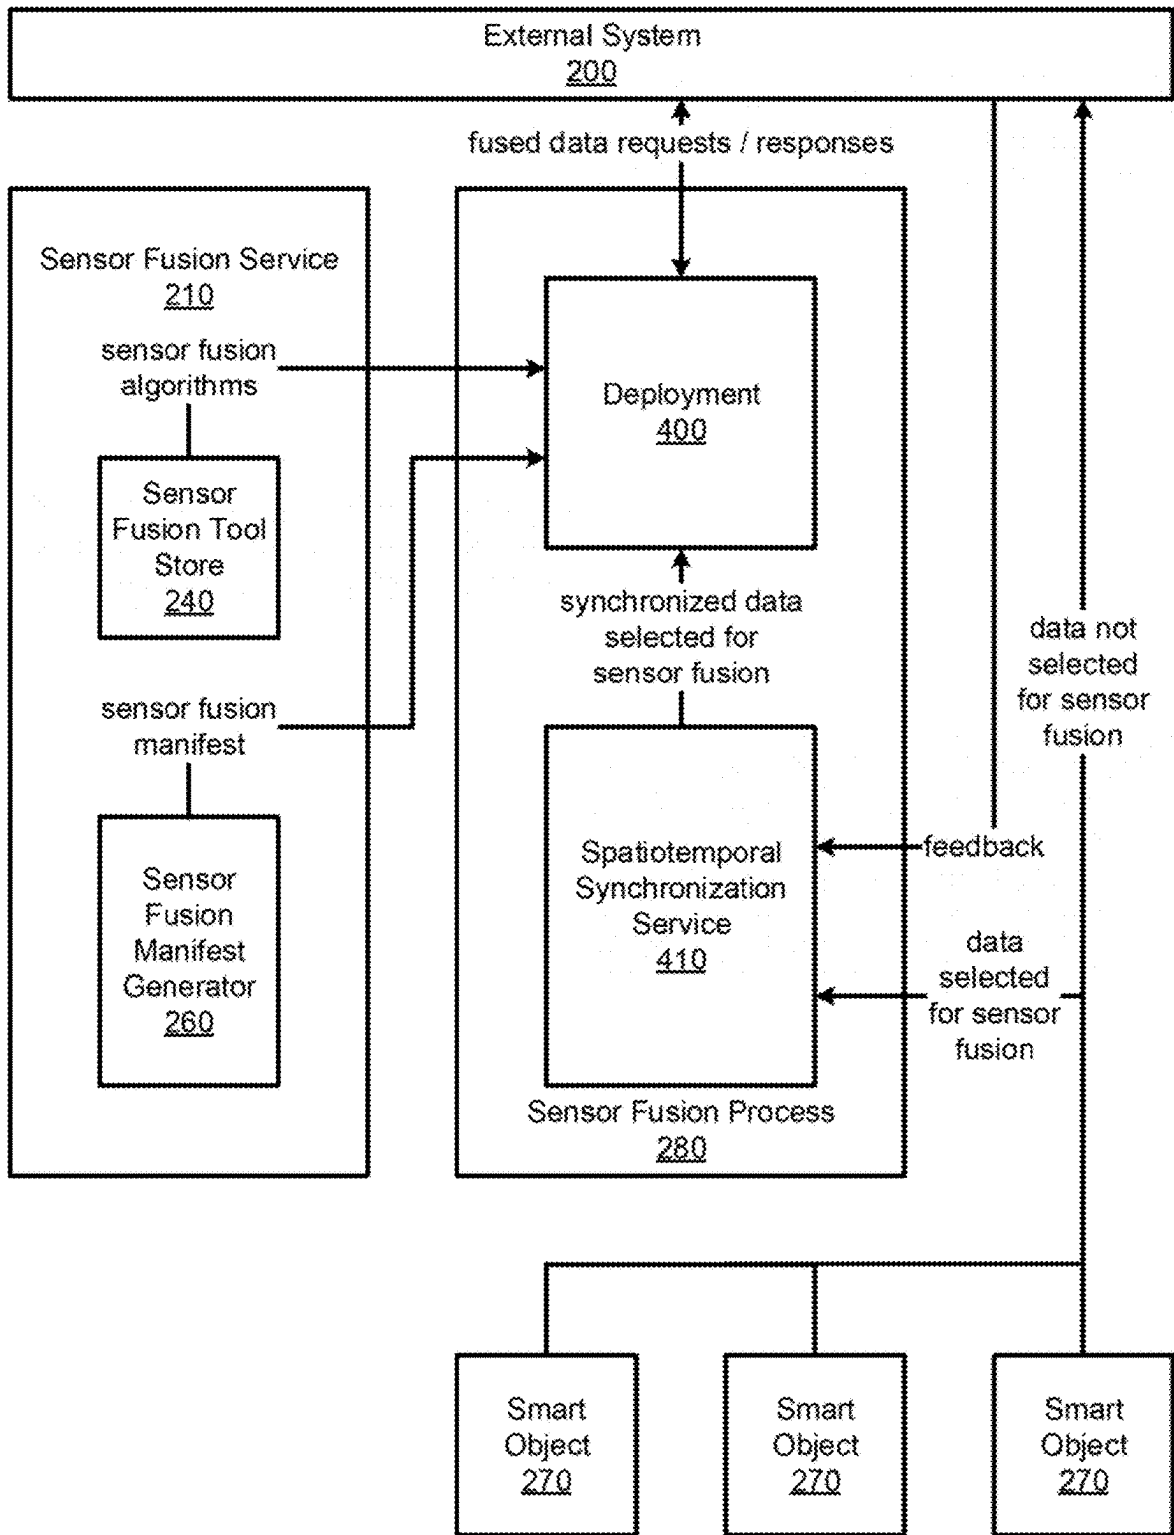 External System
200
fused data requests / responses
Sensor Fusion Service
210
sensor fusion
algorithms
Sensor
Fusion Tool
Store
240
sensor fusion
manifest
Sensor
Fusion
Manifest
Generator
260
Deployment
400
synchronized data
selected for
sensor fusion
Spatiotemporal
Synchronization
Service
410
Sensor Fusion Process
280
data not
selected
for sensor
fusion
feedback
data
selected
for sensor
fusion
Smart
Object
270
Smart
Object
270
Smart
Object
270